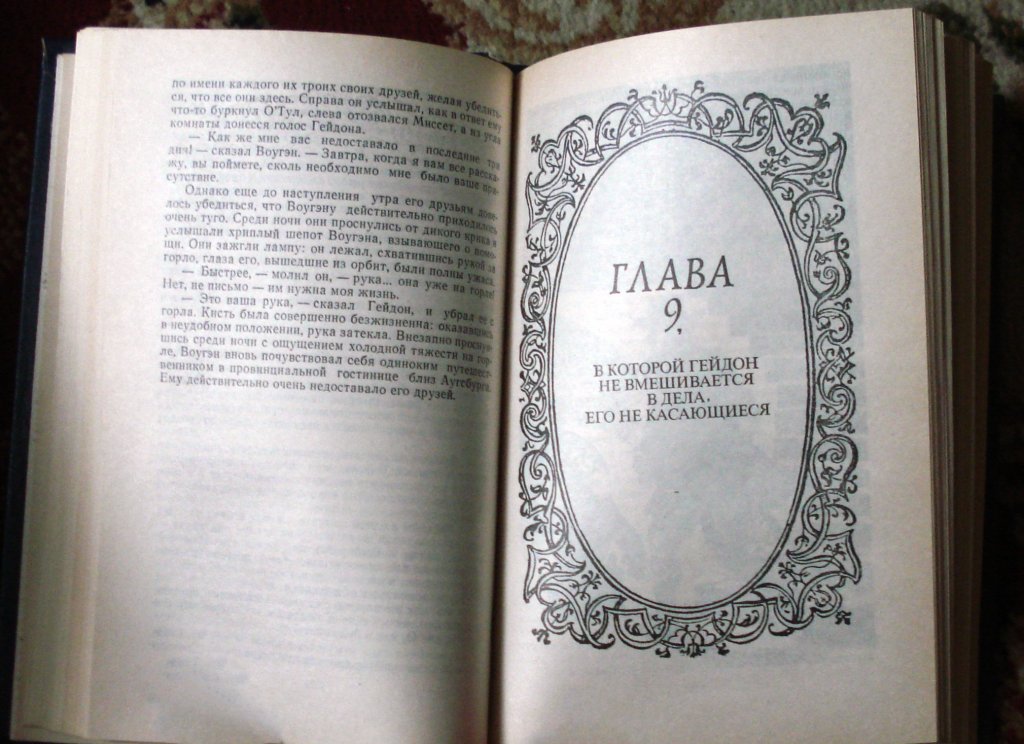 по имени каждого их троих своих друзей, желая убедить-
ся, что все они здесь. Справа он услышал, как в ответ ему
что-то буркнул О'Тул, слева отозвался Миссет, а из угла
комнаты донесся голос Гейдона.
— Как же мне вас недоставало в последние три
дня! — сказал Воугэн. — Завтра, когда я вам все расска-
жу, вы поймете, сколь необходимо мне было ваше при-
сутствие.
Однако еще до наступления утра его друзьям дове-
лось убедиться, что Воугэну действительно приходилось
очень туго. Среди ночи они проснулись от дикого крика и
услышали хриплый шепот Воугэна, взывающего о помо-
щи. Они зажгли лампу: он лежал, схватившись рукой за
горло, глаза его, вышедшие из орбит, были полны ужаса.
— Быстрее, — молил он, — рука... она уже на горле!
Нет, не письмо — им нужна моя жизнь.
— Это ваша рука, — сказал Гейдон, и убрал ее с
горла. Кисть была совершенно безжизненна: оказавшись
в неудобном положении, рука затекла. Внезапно проснув-
шись среди ночи с ощущением холодной тяжести на гор-
ле, Воугэн вновь почувствовал себя одиноким путешест-
венником в провинциальной гостинице близ Аугсбурга.
Ему действительно очень недоставало его друзей.
ГЛАВА
9,
В КОТОРОЙ ГЕЙДОН
НЕ ВМЕШИВАЕТСЯ
В ДЕЛА,
ЕГО НЕ КАСАЮЩИЕСЯ